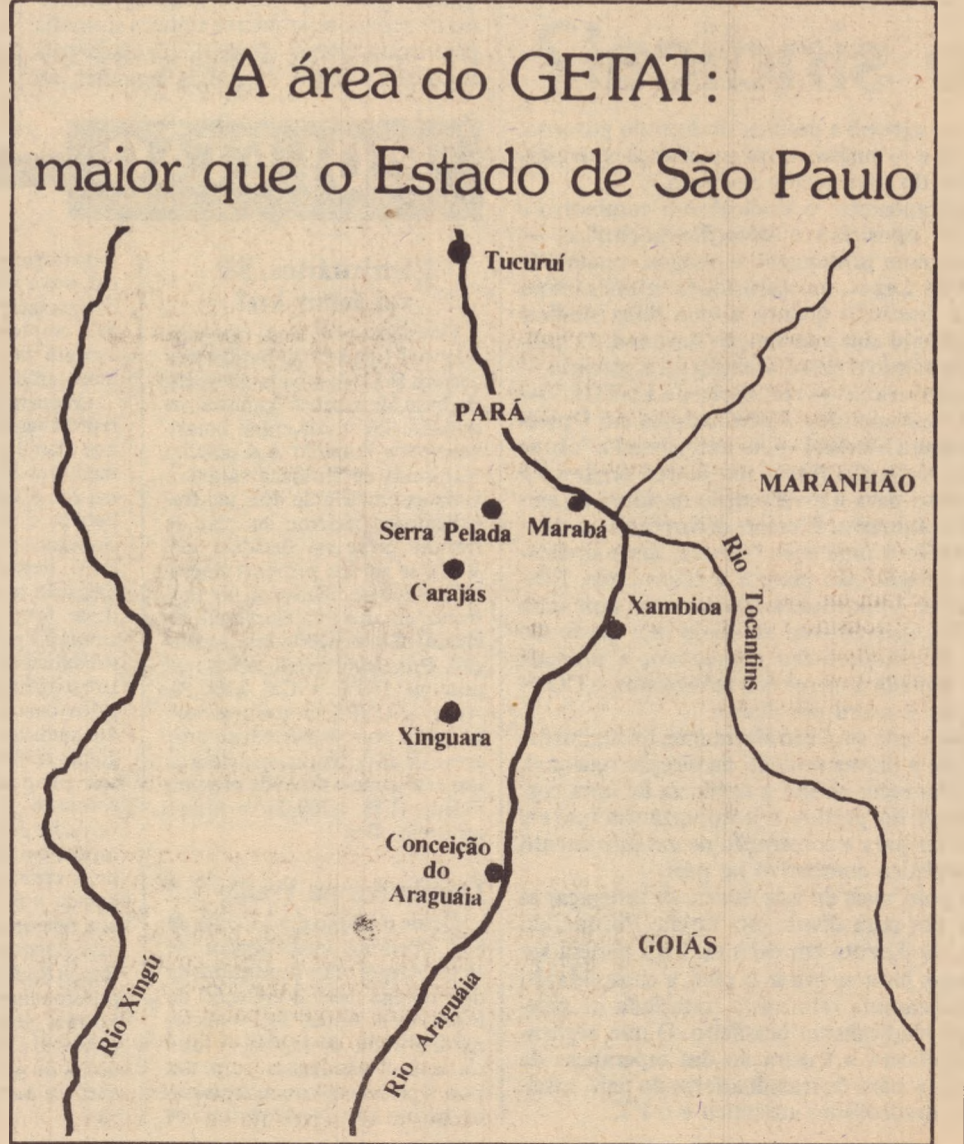 A área do GETAT:
maior que o Estado de São Paulo
Tucuruí
PARÁ
MARANHÃO
Serra Pelada
Marabá
Carajás
Rio
Tocantins
Xambioa
Xinguara
Conceição
do
Araguáia
GOIÁS
Rio Xingú
Rio Araguáia